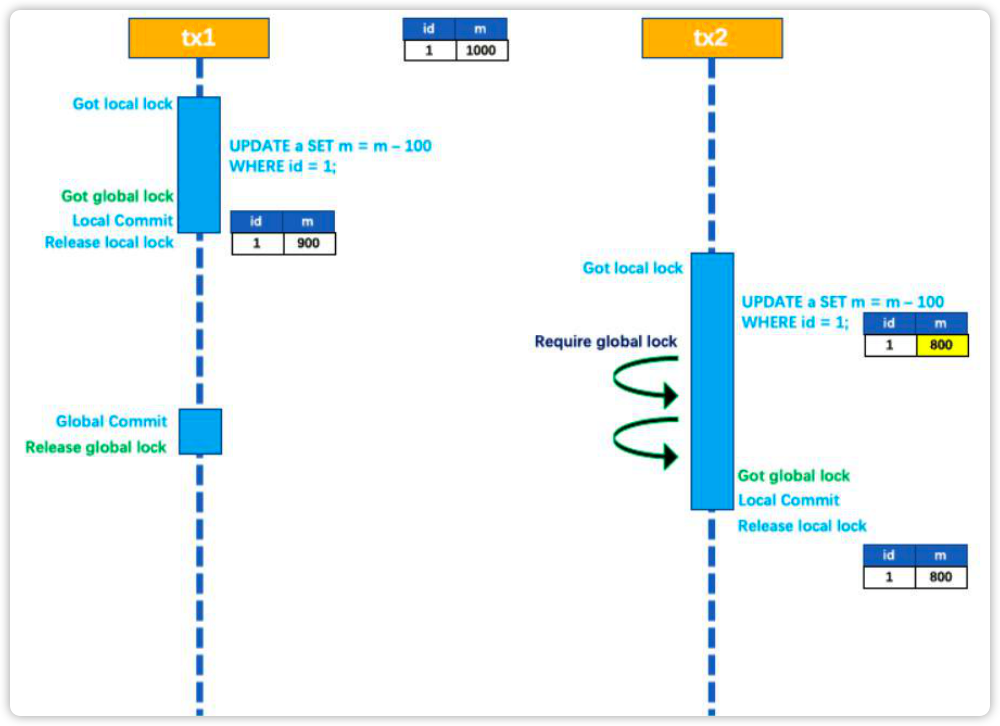 tx1
id m
1 1000
tx2
Got local lock
UPDATE a SET m = m – 100
WHERE id = 1;
Got global lock
Local Commit
Release local lock
id m
1 900
Got local lock
UPDATE a SET m = m – 100
WHERE id = 1;
id m
1 800
Require global lock
Global Commit
Release global lock
Got global lock
Local Commit
Release local lock
id m
1 800